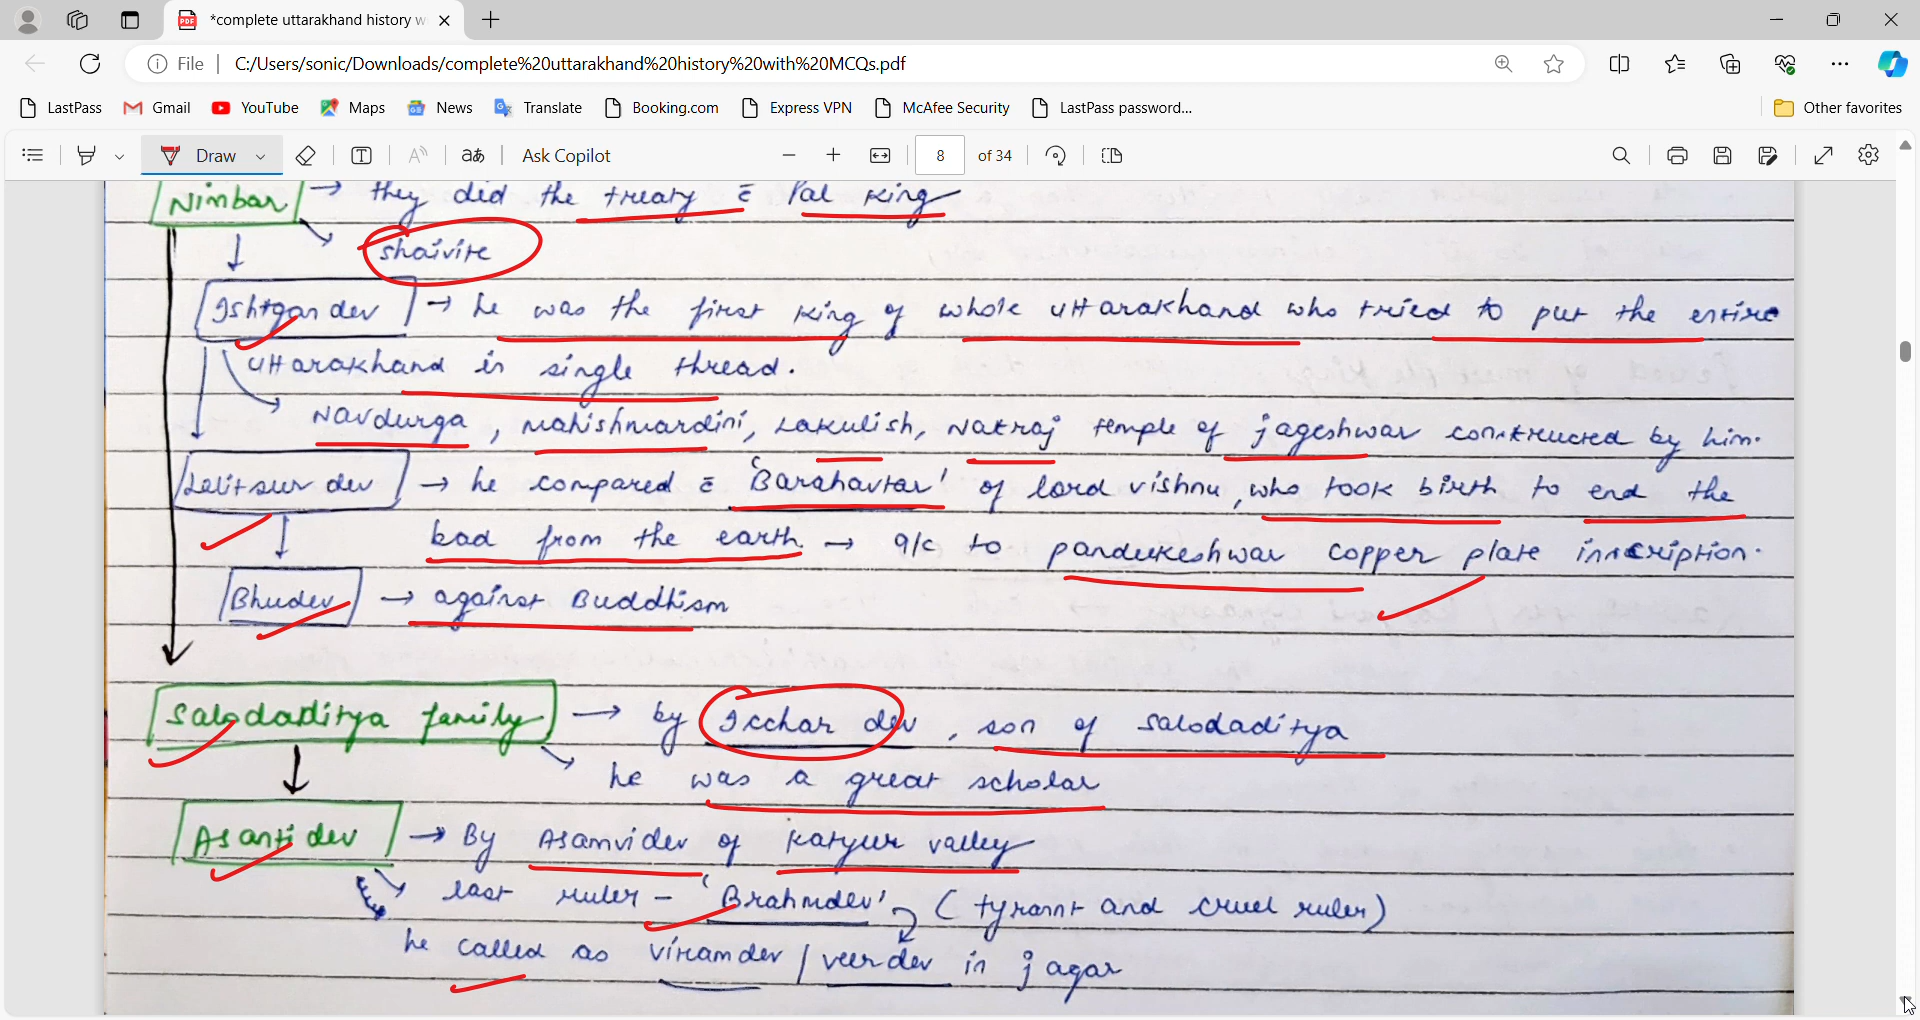 *complete uttarakhand history w
File C:/Users/sonic/Downloads/complete%20uttarakhand%20history%20with%20MCQs.pdf
LastPass Gmail YouTube Maps News Translate Booking.com Express VPN McAfee Security LastPass password... Other favorites
Draw Ask Copilot 8 of 34
Nimbar → they did the treaty c̄ Pal King
shaivite
Ishtgan dev → he was the first King of whole uttarakhand who tried to put the entire
uttarakhand in single thread.
Navdurga, Mahishmardini, Lakulish, Natraj temple of jageshwar constructed by him.
Lalitsur dev → he compared c̄ 'Barahavtar' of lord vishnu, who took birth to end the
bad from the earth → a/c to pandukeshwar copper plate inscription.
Bhudev → against Buddhism
Salodaditya family → by Icchar dev, son of Salodaditya
he was a great scholar
Asanti dev → By Asanvidev of Katyur valley
last ruler - 'Brahmdev' (tyrannt and cruel ruler)
he called as viramdev / veerdev in jagar